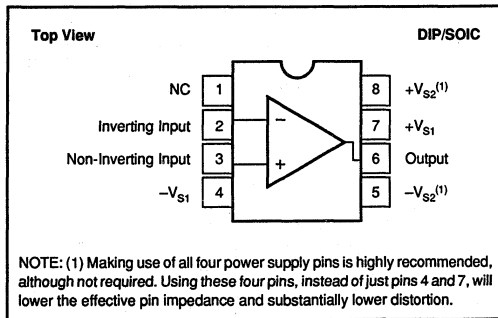 Top View DIP/SOIC
NC 1 8 +VS2(1)
Inverting Input 2 − 7 +VS1
Non-Inverting Input 3 + 6 Output
−VS1 4 5 −VS2(1)
NOTE: (1) Making use of all four power supply pins is highly recommended,
although not required. Using these four pins, instead of just pins 4 and 7, will
lower the effective pin impedance and substantially lower distortion.